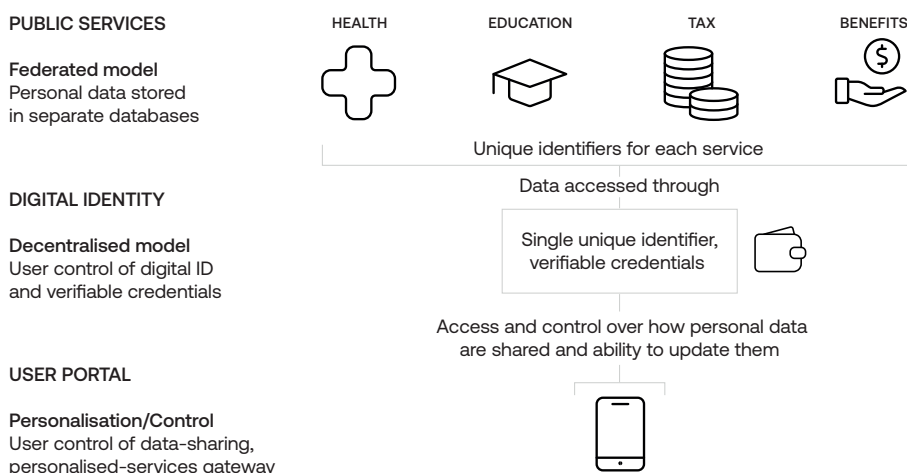 PUBLIC SERVICES
Federated model
Personal data stored
in separate databases
HEALTH
EDUCATION
TAX
BENEFITS
$
Unique identifiers for each service
Data accessed through
DIGITAL IDENTITY
Decentralised model
User control of digital ID
and verifiable credentials
Single unique identifier,
verifiable credentials
Access and control over how personal data
are shared and ability to update them
USER PORTAL
Personalisation/Control
User control of data-sharing,
personalised-services gateway